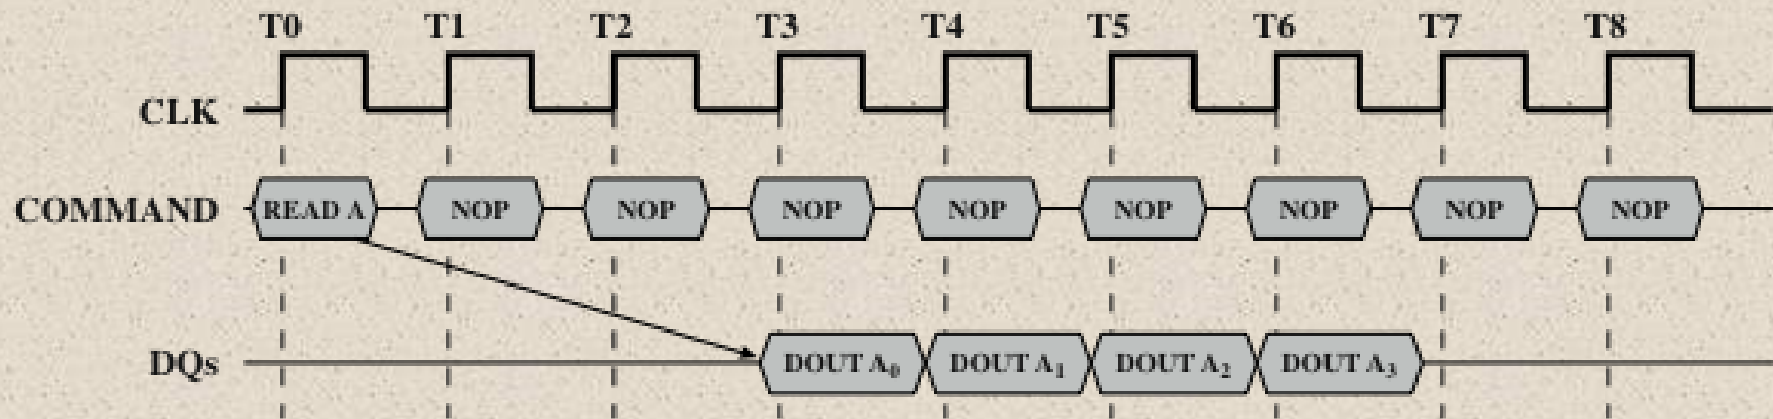 T0 T1 T2 T3 T4 T5 T6 T7 T8
CLK
COMMAND READ A NOP NOP NOP NOP NOP NOP NOP NOP
DQs DOUT A0 DOUT A1 DOUT A2 DOUT A3